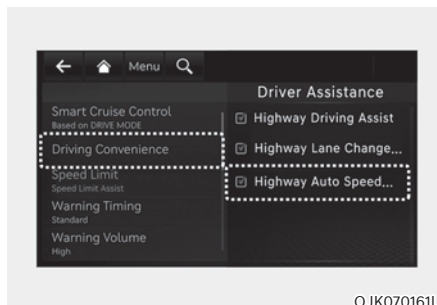 Menu
Driver Assistance
Smart Cruise Control
Based on DRIVE MODE
Driving Convenience
Speed Limit
Speed Limit Assist
Warning Timing
Standard
Warning Volume
High
Highway Driving Assist
Highway Lane Change...
Highway Auto Speed...
OJK070161L